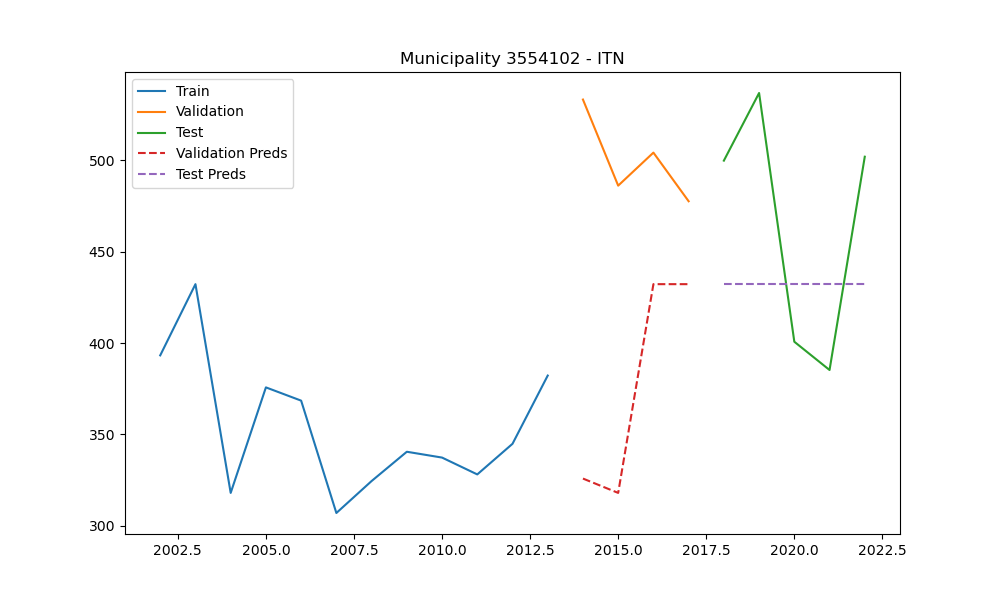 Municipality 3554102 - ITN
Train
Validation
Test
Validation Preds
Test Preds
500
450
400
350
300
2002.5 2005.0 2007.5 2010.0 2012.5 2015.0 2017.5 2020.0 2022.5